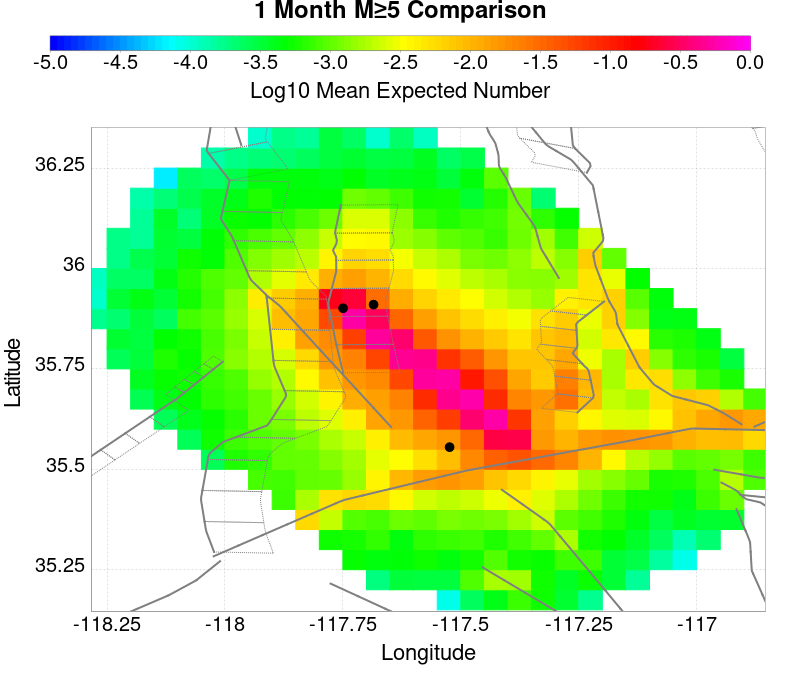 1 Month M≥5 Comparison
-5.0 -4.5 -4.0 -3.5 -3.0 -2.5 -2.0 -1.5 -1.0 -0.5 0.0
Log10 Mean Expected Number
36.25
36
35.75
35.5
35.25
Latitude
-118.25 -118 -117.75 -117.5 -117.25 -117
Longitude